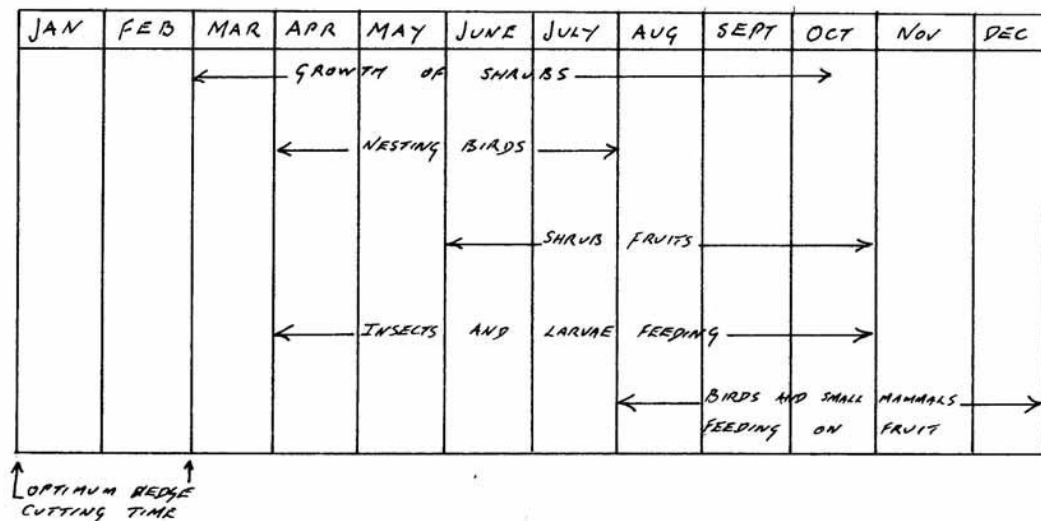 JAN FEB MAR APR MAY JUNE JULY AUG SEPT OCT NOV DEC
GROWTH OF SHRUBS
NESTING BIRDS
SHRUB FRUITS
INSECTS AND LARVAE FEEDING
BIRDS AND SMALL MAMMALS
FEEDING ON FRUIT
OPTIMUM HEDGE
CUTTING TIME